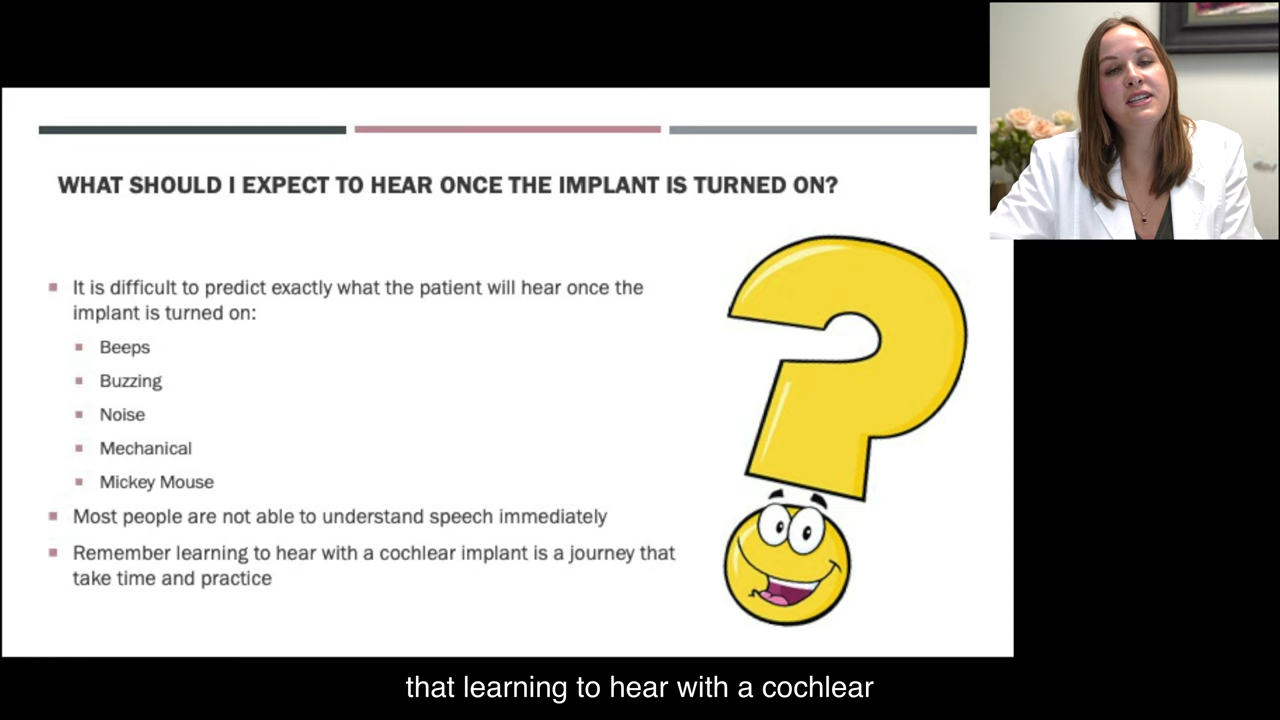 WHAT SHOULD I EXPECT TO HEAR ONCE THE IMPLANT IS TURNED ON?
It is difficult to predict exactly what the patient will hear once the
implant is turned on:
Beeps
Buzzing
Noise
Mechanical
Mickey Mouse
Most people are not able to understand speech immediately
Remember learning to hear with a cochlear implant is a journey that
take time and practice
that learning to hear with a cochlear